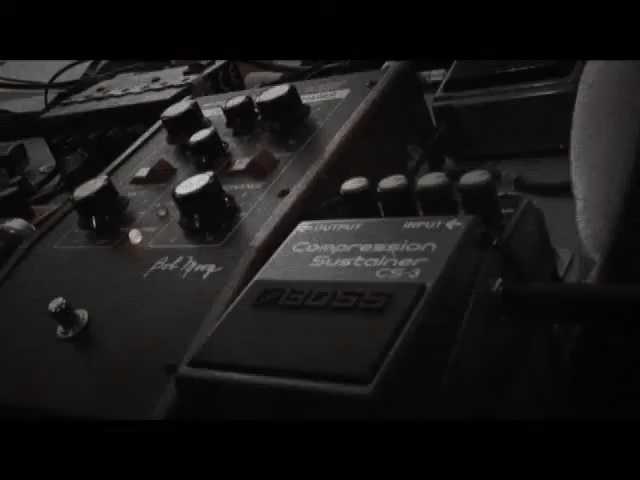 Bob Moog
OUTPUT INPUT
Compression
Sustainer
CS-3
BOSS